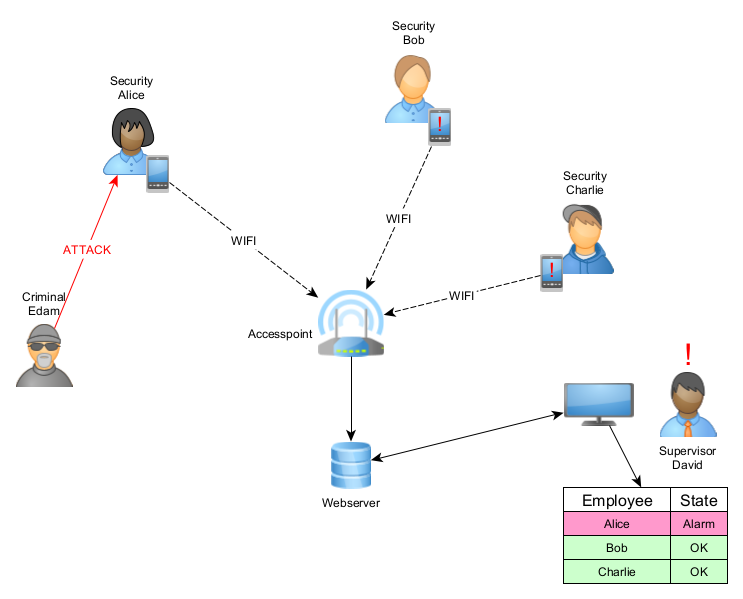 Security
Bob
Security
Alice
!
Security
Charlie
WIFI
WIFI
ATTACK
!
WIFI
Criminal
Edam
Accesspoint
!
Supervisor
David
Webserver
Employee State
Alice Alarm
Bob OK
Charlie OK